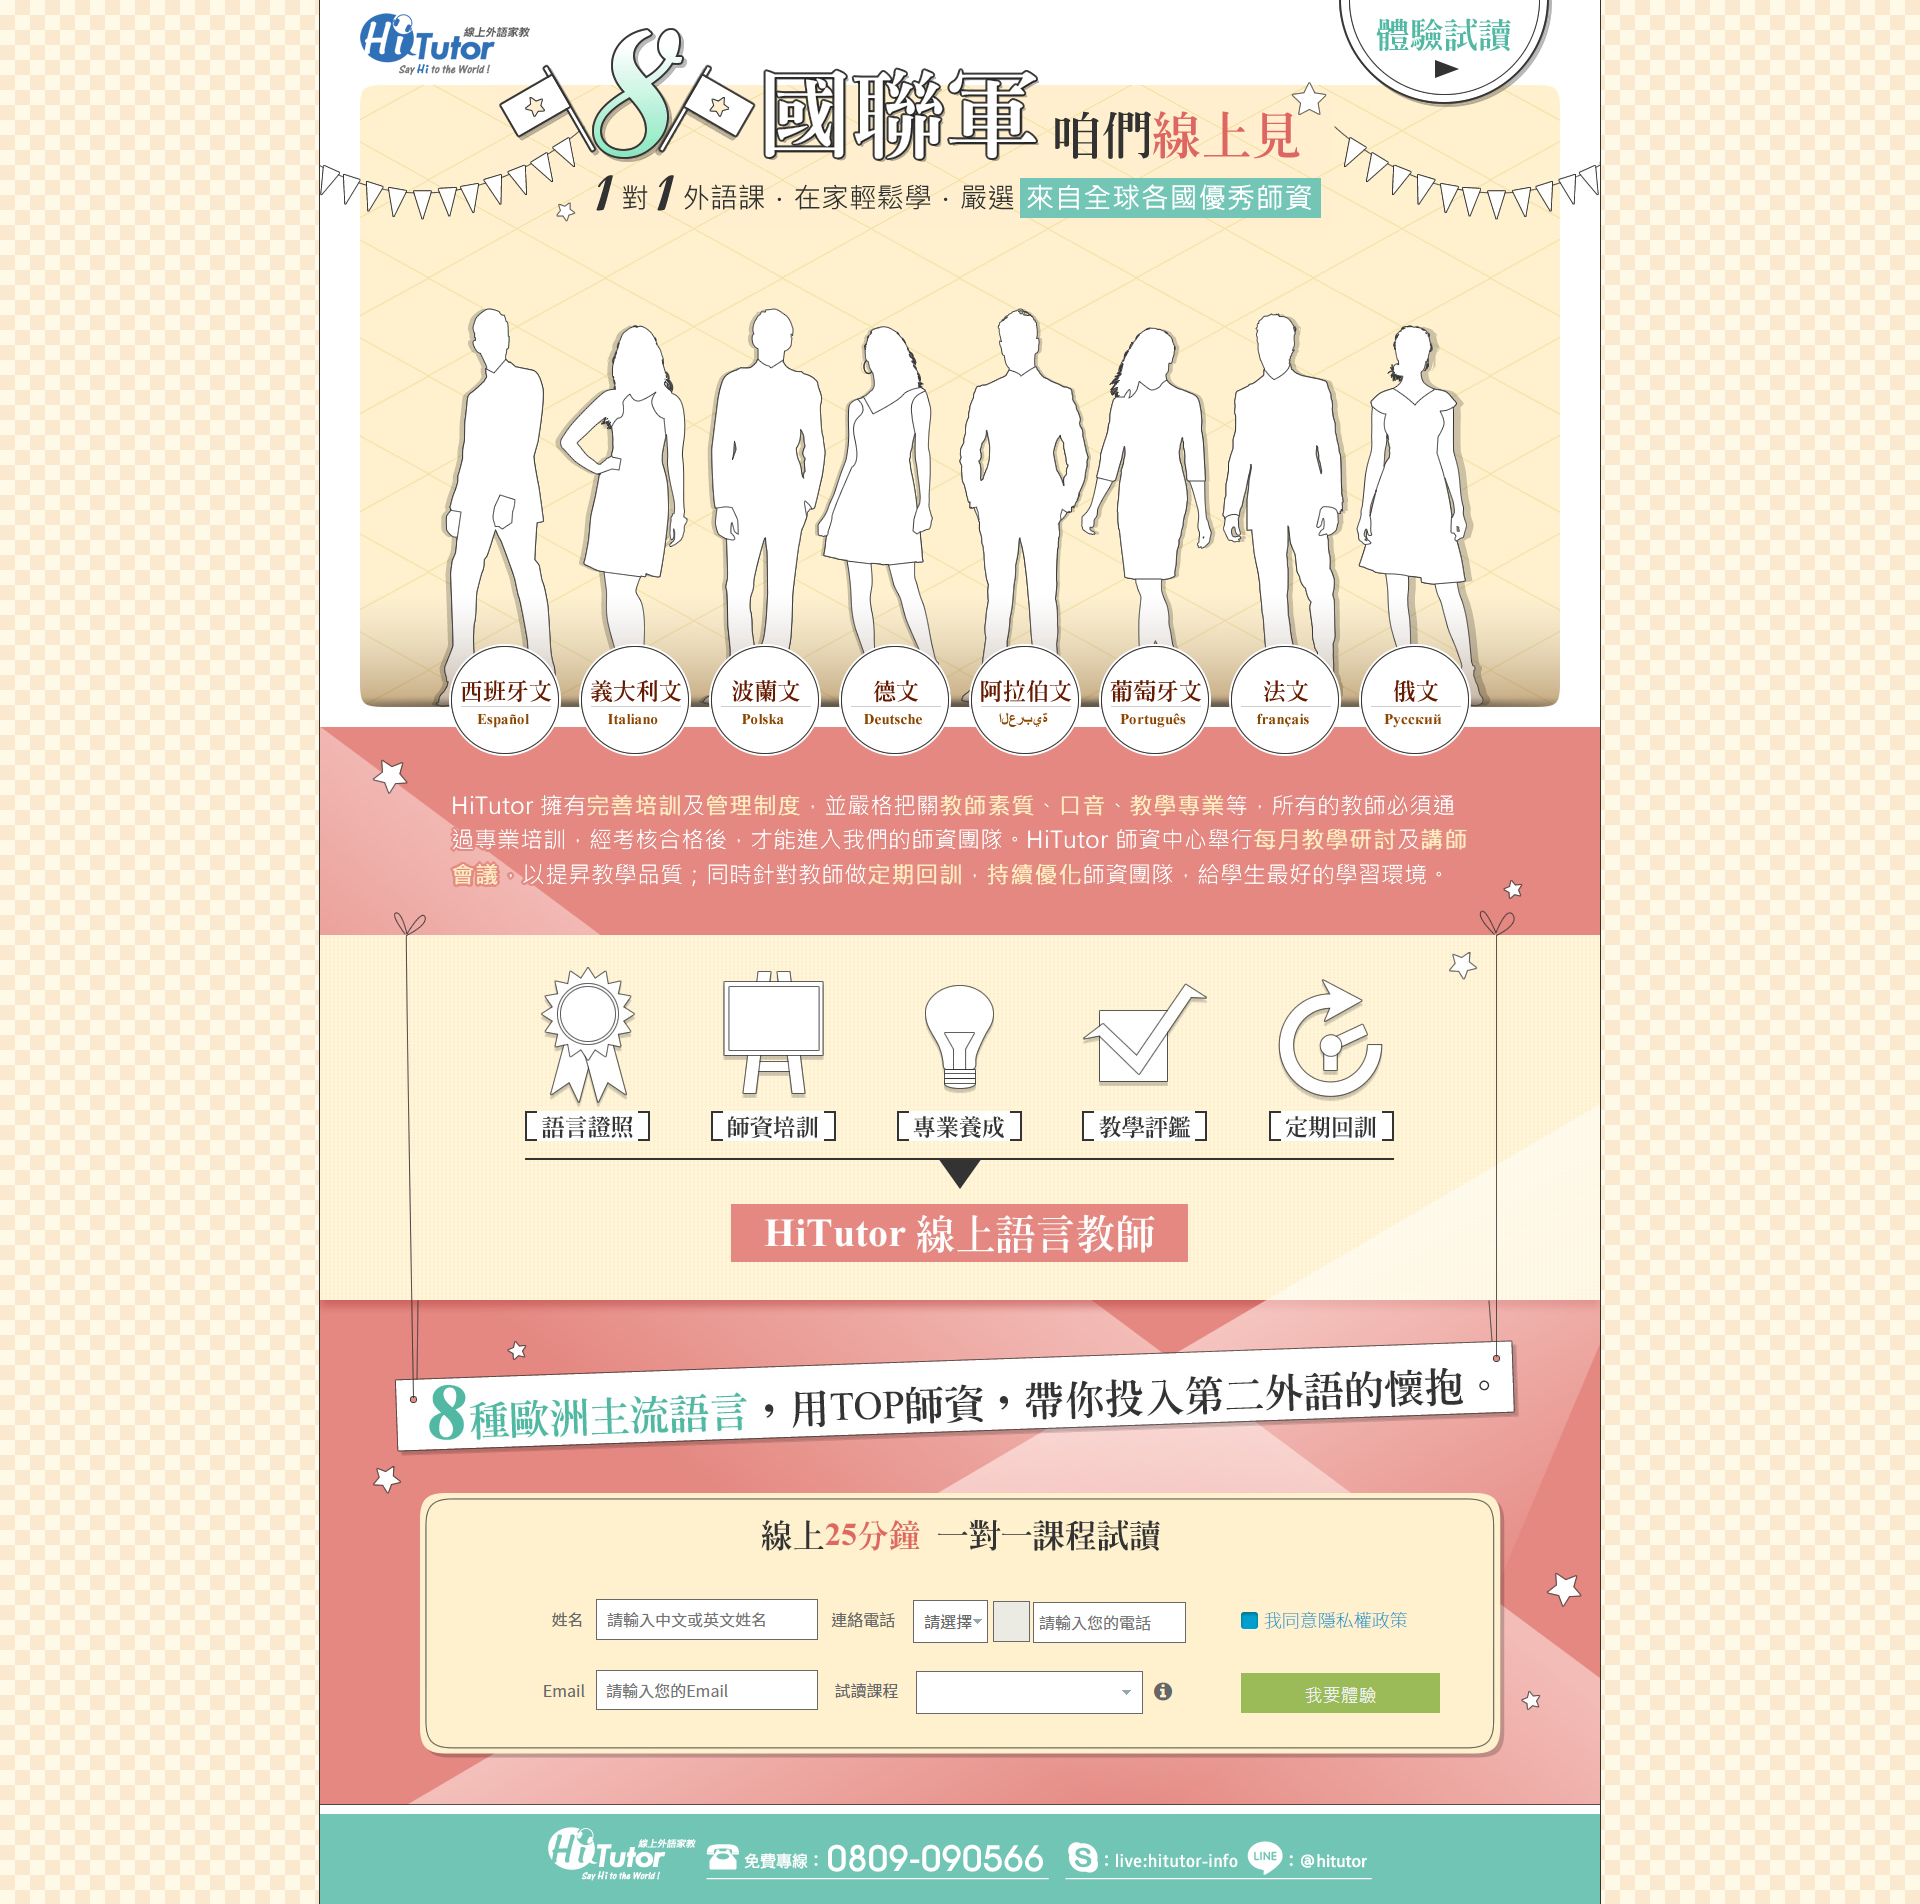 Hi Tutor 線上外語家教
Say Hi to the World !
體驗試讀
8國聯軍 咱們線上見
1 對 1 外語課．在家輕鬆學．嚴選 來自全球各國優秀師資
西班牙文 義大利文 波蘭文 德文 阿拉伯文 葡萄牙文 法文 俄文
Español Italiano Polska Deutsche العربية Português français Русский
HiTutor 擁有完善培訓及管理制度，並嚴格把關教師素質、口音、教學專業等，所有的教師必須通
過專業培訓，經考核合格後，才能進入我們的師資團隊。HiTutor 師資中心舉行每月教學研討及講師
會議，以提昇教學品質；同時針對教師做定期回訓，持續優化師資團隊，給學生最好的學習環境。
語言證照 師資培訓 專業養成 教學評鑑 定期回訓
HiTutor 線上語言教師
8種歐洲主流語言，用TOP師資，帶你投入第二外語的懷抱。
線上25分鐘 一對一課程試讀
姓名 請輸入中文或英文姓名 連絡電話 請選擇 請輸入您的電話 我同意隱私權政策
Email 請輸入您的Email 試讀課程 我要體驗
Hi Tutor 線上外語家教
Say Hi to the World !
免費專線：0809-090566 S：live:hitutor-info LINE：@hitutor